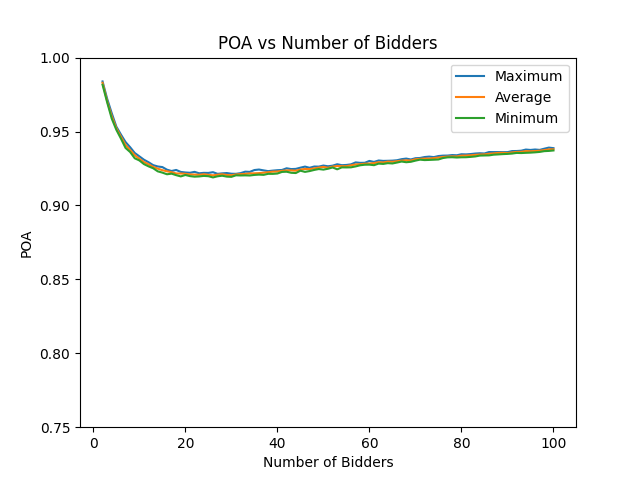 POA vs Number of Bidders
Maximum
Average
Minimum
1.00
0.95
0.90
0.85
0.80
0.75
POA
0
20
40
60
80
100
Number of Bidders